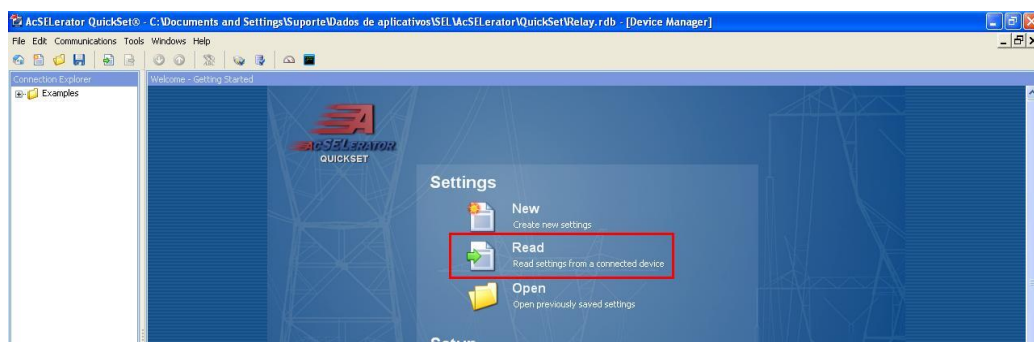 AcSELerator QuickSet® - C:\Documents and Settings\Suporte\Dados de aplicativos\SEL\AcSELerator\QuickSet\Relay.rdb - [Device Manager]
File Edit Communications Tools Windows Help
Connection Explorer
Welcome - Getting Started
Examples
ACSELERATOR
QUICKSET
Settings
New
Create new settings
Read
Read settings from a connected device
Open
Open previously saved settings